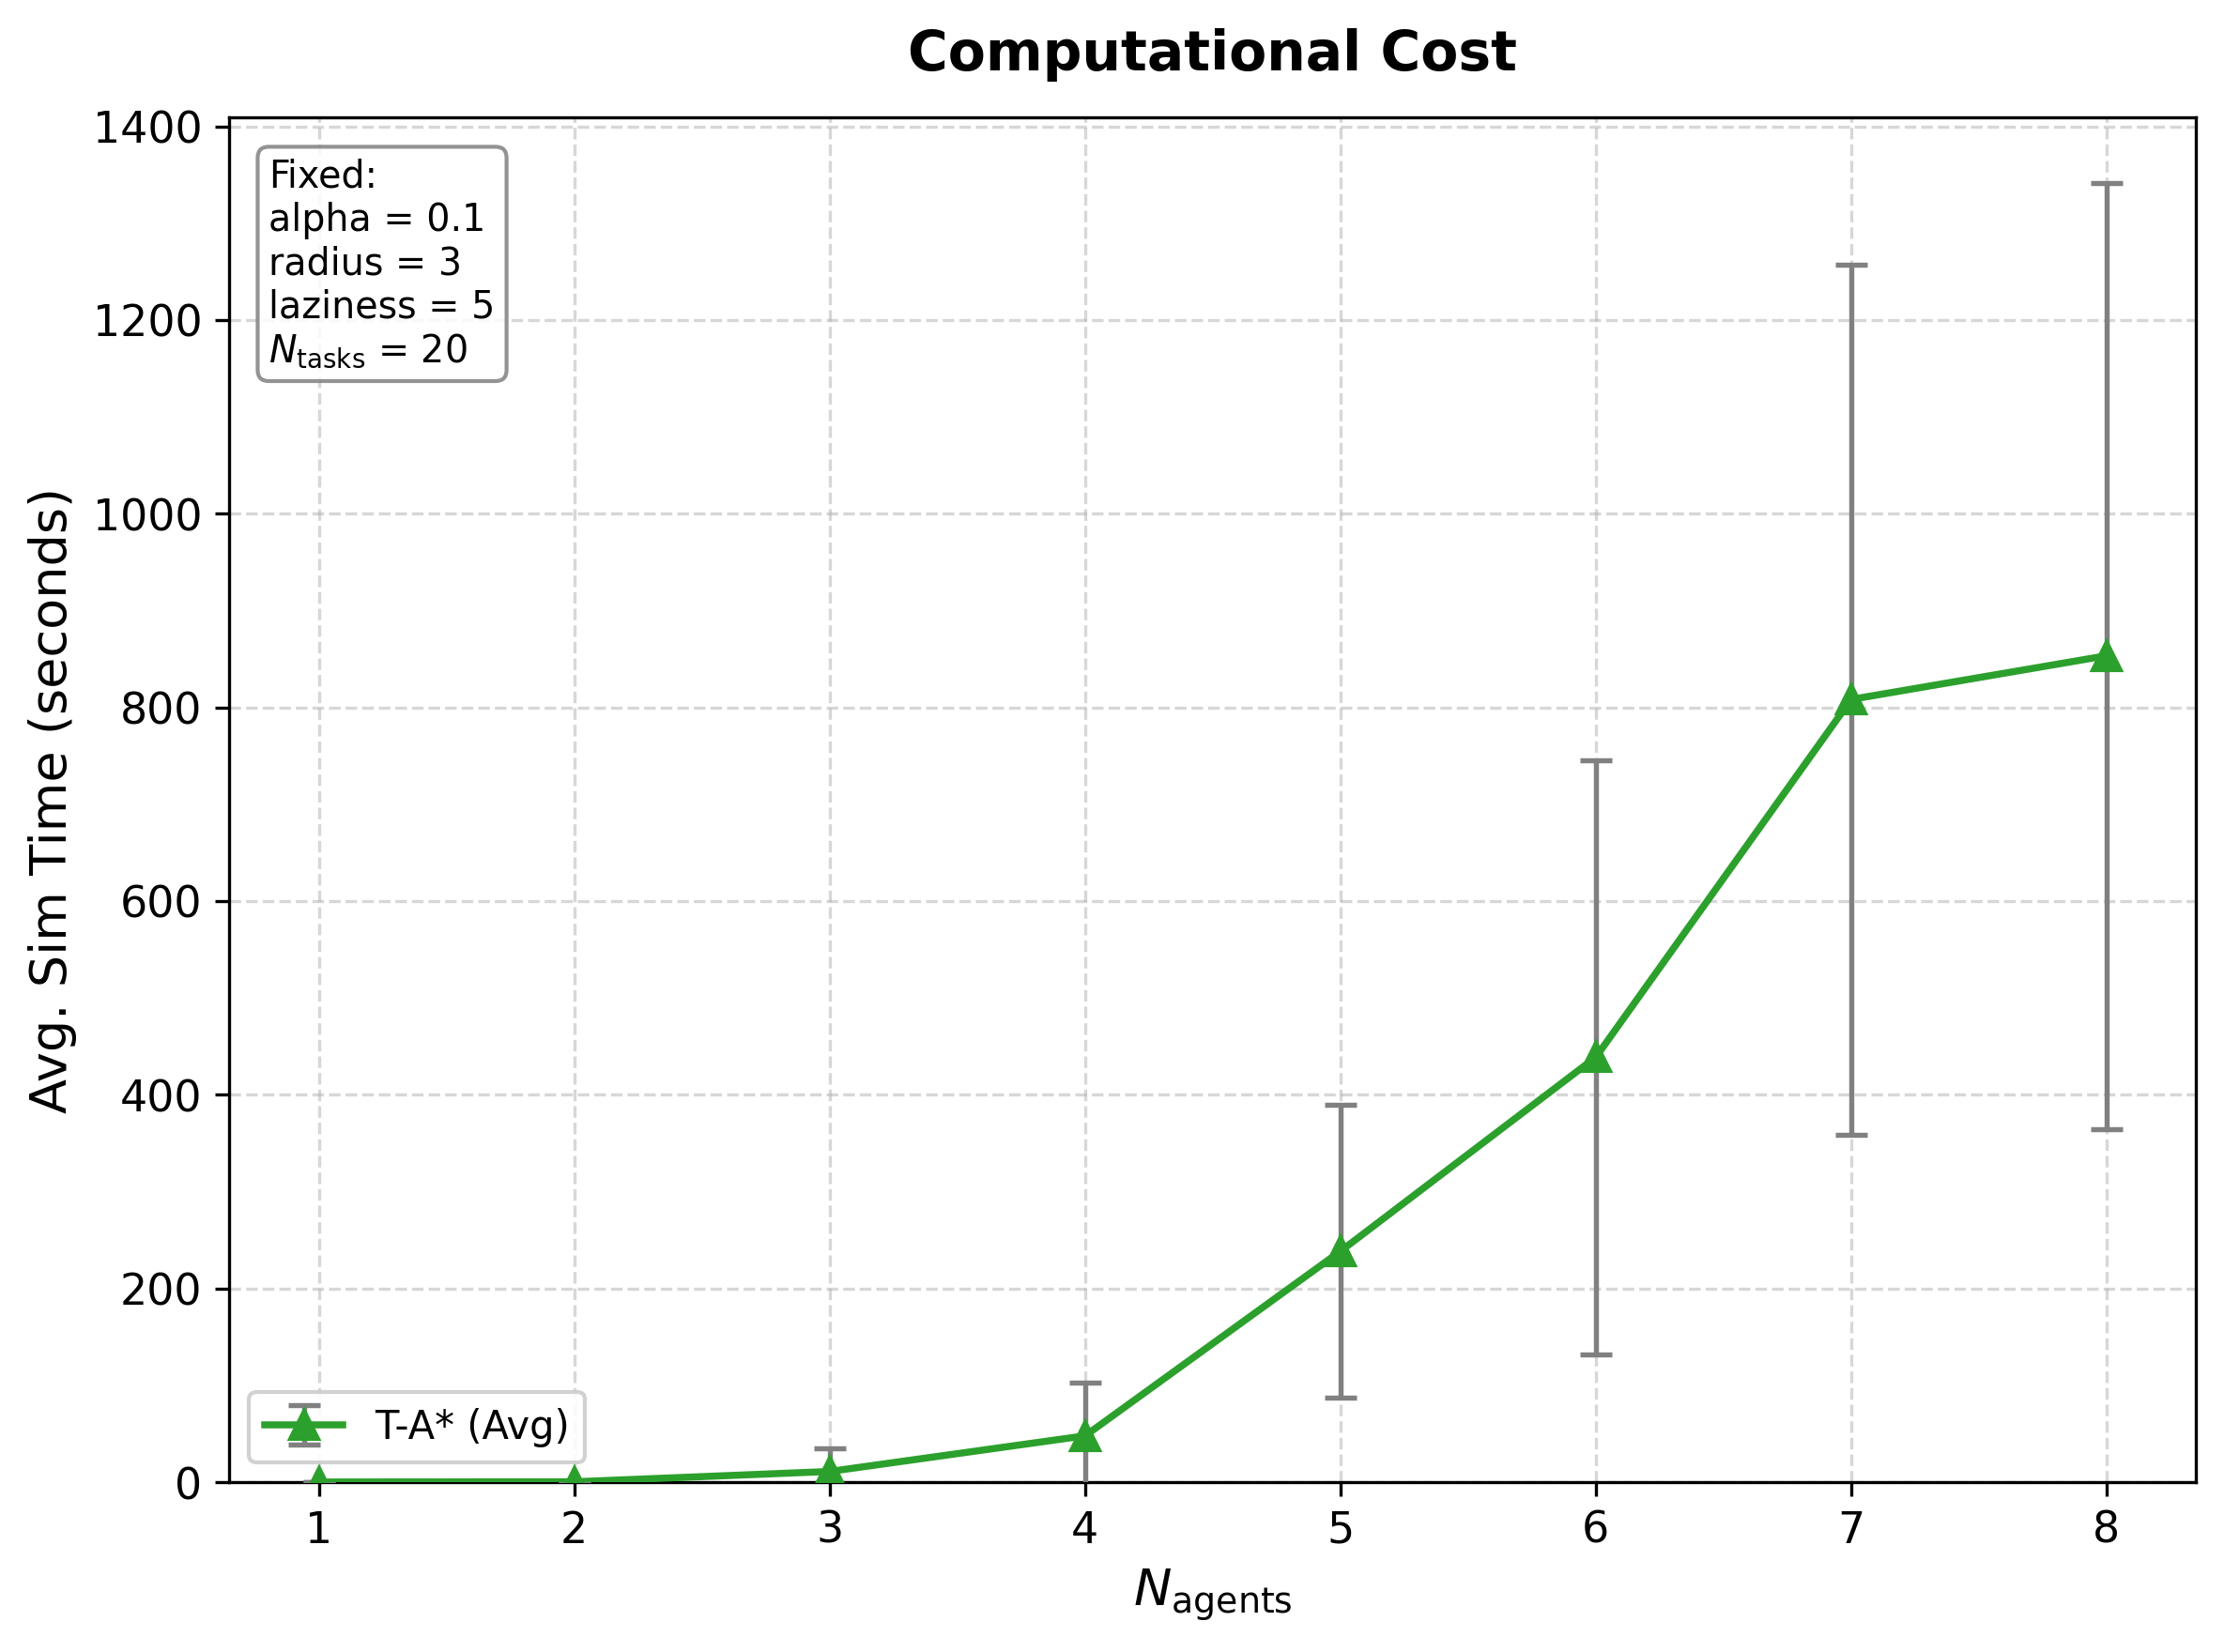 Computational Cost
Avg. Sim Time (seconds)
1400
1200
1000
800
600
400
200
0
Fixed:
alpha = 0.1
radius = 3
laziness = 5
N_tasks = 20
T-A* (Avg)
1 2 3 4 5 6 7 8
N_agents